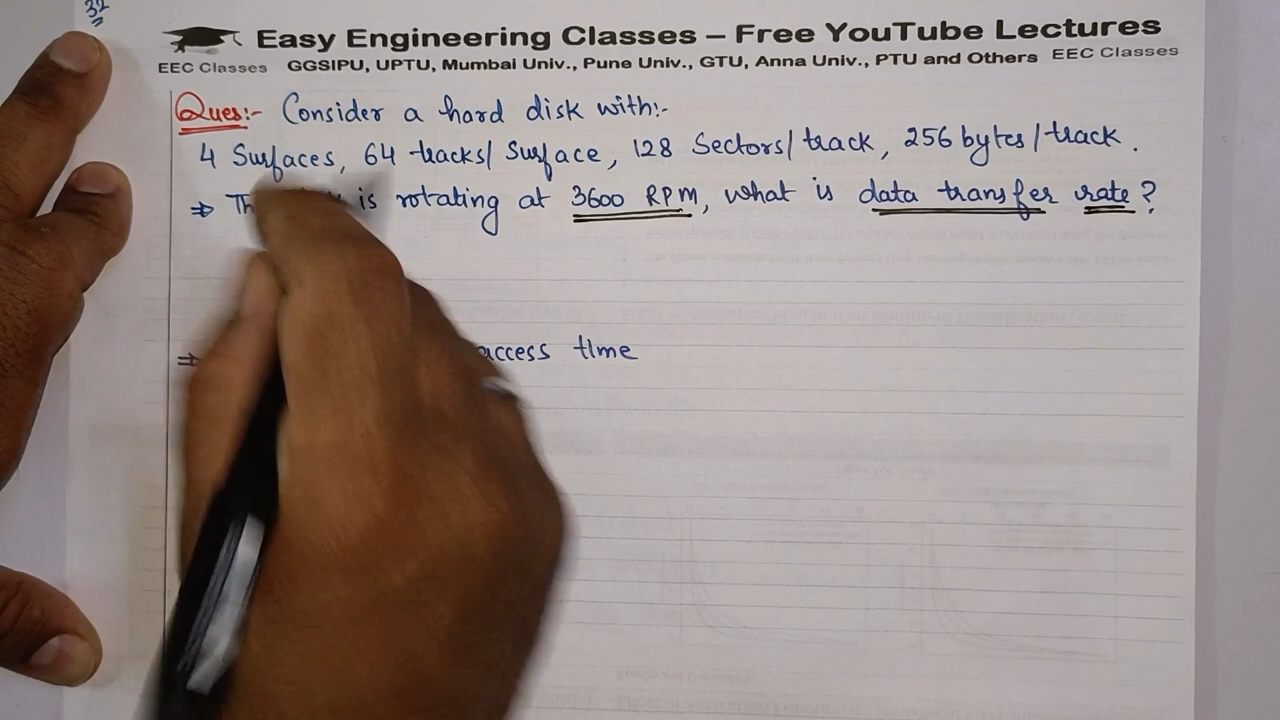 32
Easy Engineering Classes – Free YouTube Lectures
EEC Classes GGSIPU, UPTU, Mumbai Univ., Pune Univ., GTU, Anna Univ., PTU and Others EEC Classes
Ques:- Consider a hard disk with:-
4 Surfaces, 64 tracks/ Surface, 128 Sectors/ track, 256 bytes/track.
⇒ is rotating at 3600 RPM, what is data transfer rate?
⇒ access time